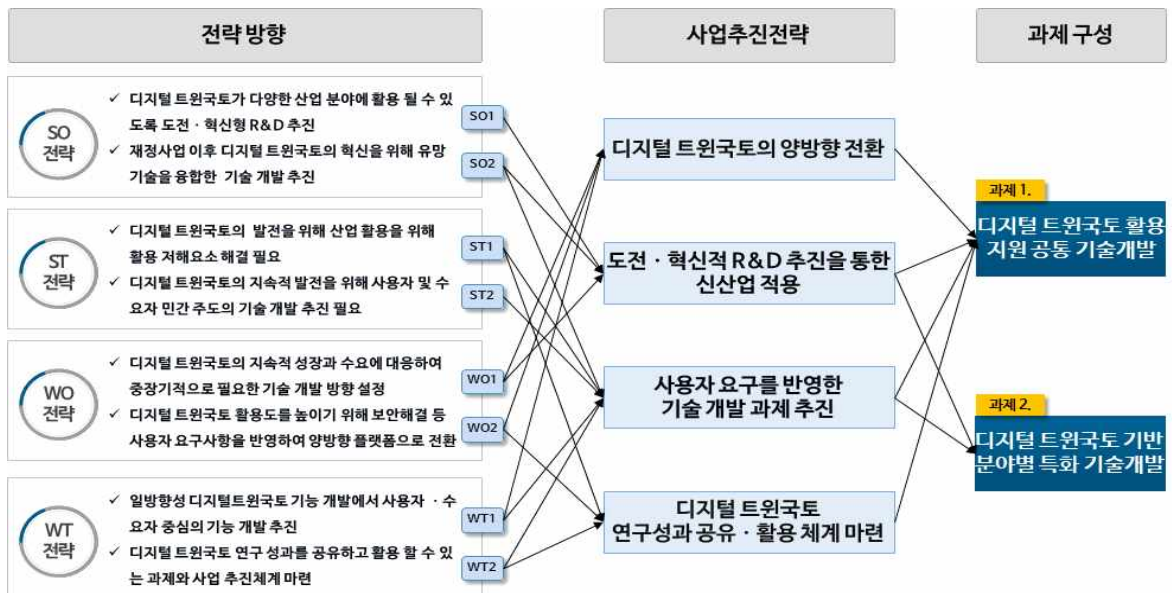 전략 방향
사업추진전략
과제 구성
SO
전략
✓ 디지털 트윈국토가 다양한 산업 분야에 활용 될 수 있
도록 도전 · 혁신형 R&D 추진
✓ 재정사업 이후 디지털 트윈국토의 혁신을 위해 유망
기술을 융합한 기술 개발 추진
SO1
SO2
ST
전략
✓ 디지털 트윈국토의 발전을 위해 산업 활용을 위해
활용 저해요소 해결 필요
✓ 디지털 트윈국토의 지속적 발전을 위해 사용자 및 수
요자 민간 주도의 기술 개발 추진 필요
ST1
ST2
WO
전략
✓ 디지털 트윈국토의 지속적 성장과 수요에 대응하여
중장기적으로 필요한 기술 개발 방향 설정
✓ 디지털 트윈국토 활용도를 높이기 위해 보안해결 등
사용자 요구사항을 반영하여 양방향 플랫폼으로 전환
WO1
WO2
WT
전략
✓ 일방향성 디지털트윈국토 기능 개발에서 사용자 · 수
요자 중심의 기능 개발 추진
✓ 디지털 트윈국토 연구 성과를 공유하고 활용 할 수 있
는 과제와 사업 추진체계 마련
WT1
WT2
디지털 트윈국토의 양방향 전환
도전 · 혁신적 R&D 추진을 통한
신산업 적용
사용자 요구를 반영한
기술 개발 과제 추진
디지털 트윈국토
연구성과 공유 · 활용 체계 마련
과제 1.
디지털 트윈국토 활용
지원 공통 기술개발
과제 2.
디지털 트윈국토 기반
분야별 특화 기술개발